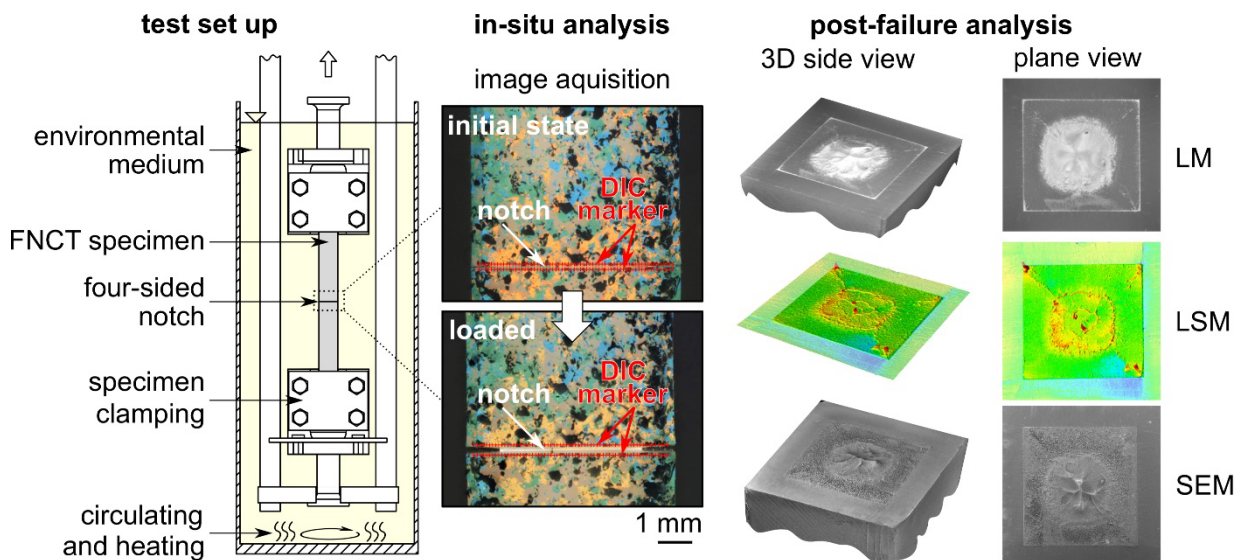 test set up
in-situ analysis
post-failure analysis
environmental
medium
FNCT specimen
four-sided
notch
specimen
clamping
circulating
and heating
image aquisition
initial state
DIC
marker
notch
loaded
DIC
marker
notch
1 mm
3D side view
plane view
LM
LSM
SEM